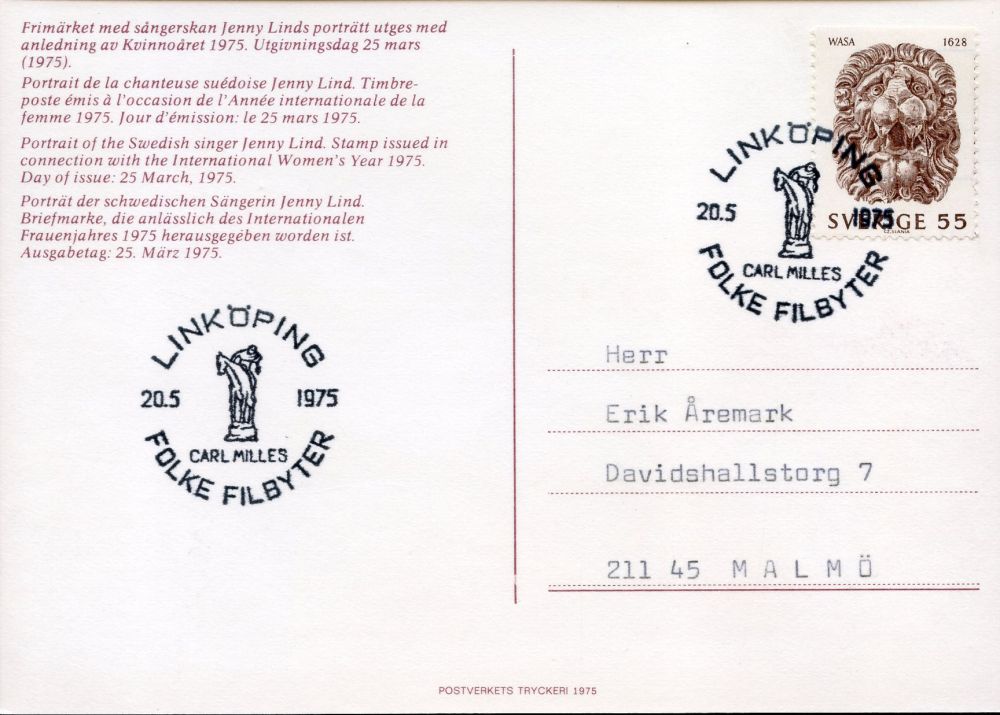 Frimärket med sångerskan Jenny Linds porträtt utges med
anledning av Kvinnoåret 1975. Utgivningsdag 25 mars
(1975).
Portrait de la chanteuse suédoise Jenny Lind. Timbre-
poste émis à l'occasion de l'Année internationale de la
femme 1975. Jour d'émission: le 25 mars 1975.
Portrait of the Swedish singer Jenny Lind. Stamp issued in
connection with the International Women's Year 1975.
Day of issue: 25 March, 1975.
Porträt der schwedischen Sängerin Jenny Lind.
Briefmarke, die anlässlich des Internationalen
Frauenjahres 1975 herausgegeben worden ist.
Ausgabetag: 25. März 1975.
LINKÖPING
20.5 1975
CARL MILLES
FOLKE FILBYTER
WASA 1628
SVERIGE 55
CZ.SLANIA
LINKÖPING
20.5 1975
CARL MILLES
FOLKE FILBYTER
Herr
Erik Åremark
Davidshallstorg 7
211 45 M A L M Ö
POSTVERKETS TRYCKERI 1975